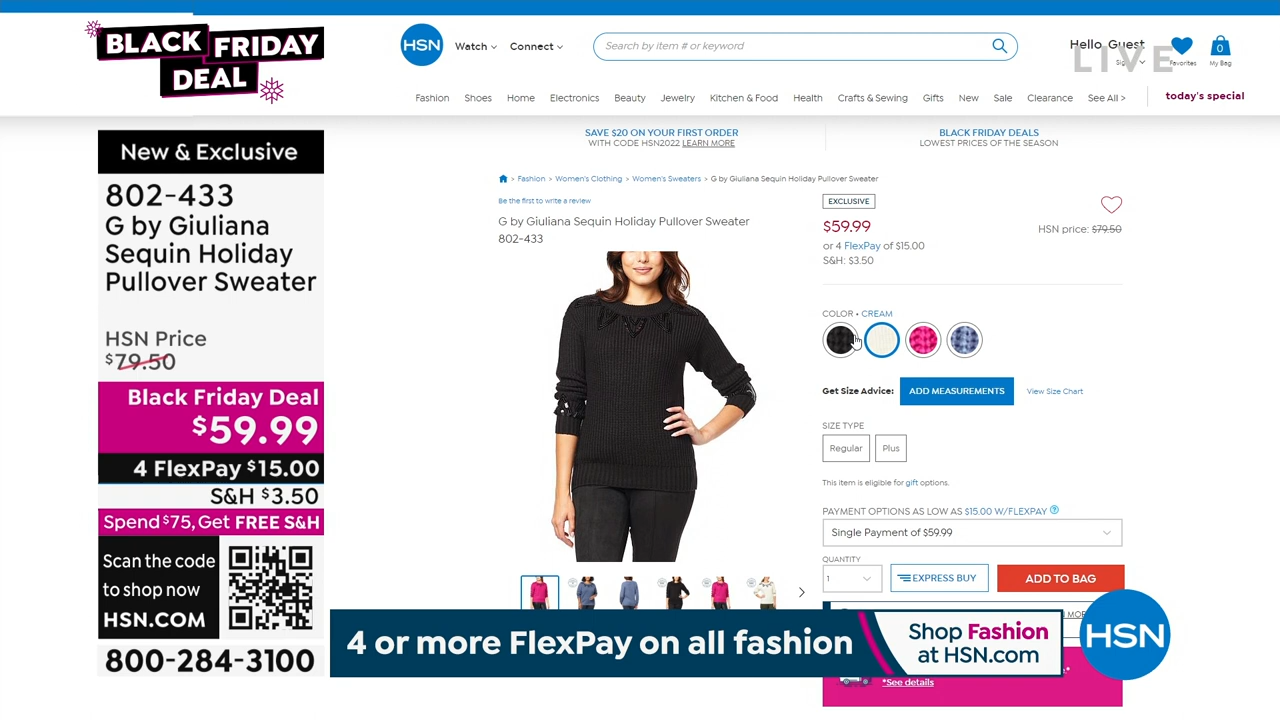 BLACK FRIDAY
DEAL
New & Exclusive
802-433
G by Giuliana
Sequin Holiday
Pullover Sweater
HSN Price
$79.50
Black Friday Deal
$59.99
4 FlexPay $15.00
S&H $3.50
Spend $75, Get FREE S&H
Scan the code
to shop now
HSN.COM
800-284-3100
HSN
Watch
Connect
Search by item # or keyword
Hello, Guest
LIVE
Favorites
0
My Bag
Fashion Shoes Home Electronics Beauty Jewelry Kitchen & Food Health Crafts & Sewing Gifts New Sale Clearance See All >
today's special
SAVE $20 ON YOUR FIRST ORDER
WITH CODE HSN2022 LEARN MORE
BLACK FRIDAY DEALS
LOWEST PRICES OF THE SEASON
> Fashion > Women's Clothing > Women's Sweaters > G by Giuliana Sequin Holiday Pullover Sweater
Be the first to write a review
G by Giuliana Sequin Holiday Pullover Sweater
802-433
EXCLUSIVE
$59.99
HSN price: $79.50
or 4 FlexPay of $15.00
S&H: $3.50
COLOR • CREAM
Get Size Advice:
ADD MEASUREMENTS
View Size Chart
SIZE TYPE
Regular
Plus
This item is eligible for gift options.
PAYMENT OPTIONS AS LOW AS $15.00 W/FLEXPAY ?
Single Payment of $59.99
QUANTITY
1
EXPRESS BUY
ADD TO BAG
4 or more FlexPay on all fashion
Shop Fashion
at HSN.com
HSN
*See details